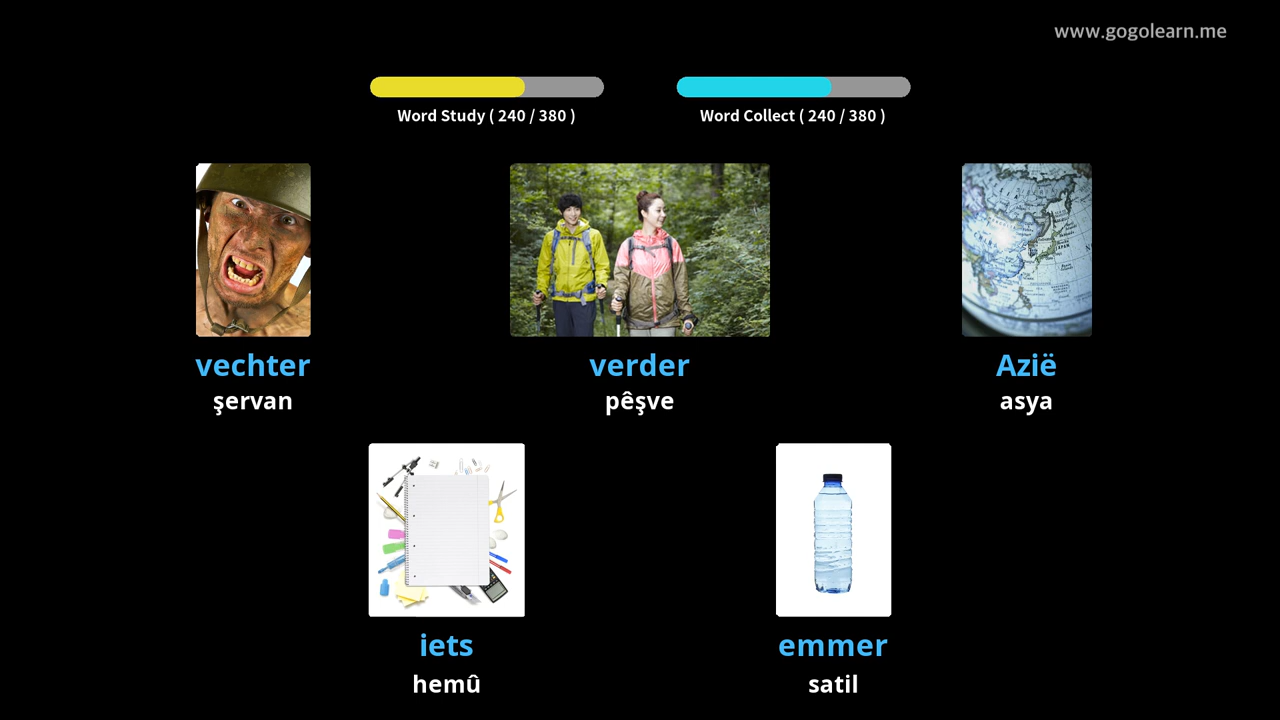 www.gogolearn.me
Word Study ( 240 / 380 )
Word Collect ( 240 / 380 )
vechter
şervan
verder
pêşve
Azië
asya
iets
hemû
emmer
satil